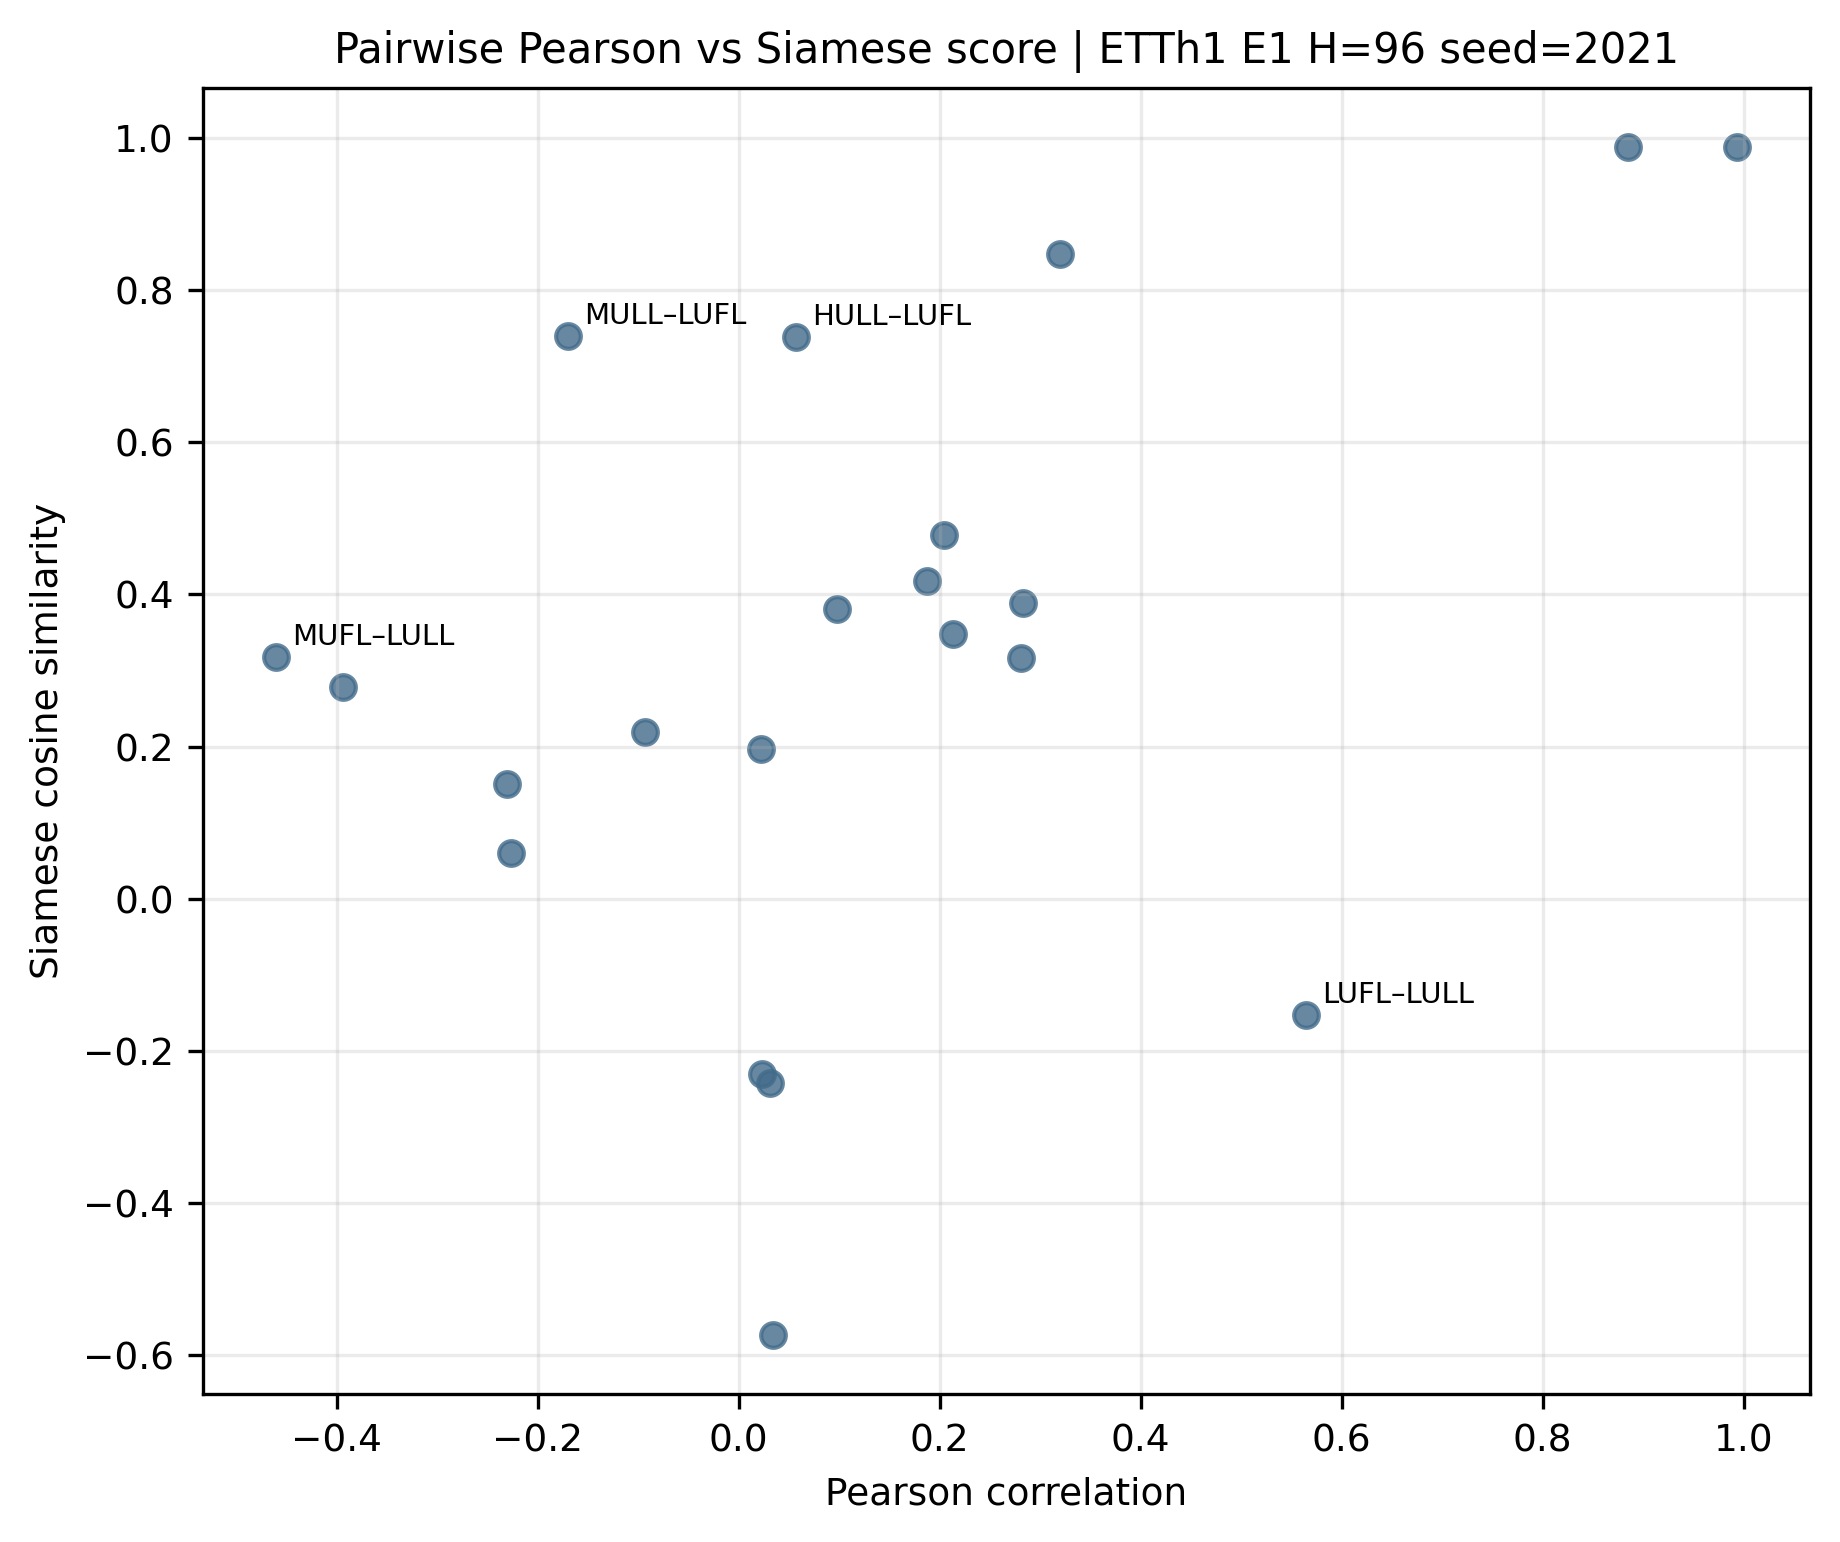 Pairwise Pearson vs Siamese score | ETTh1 E1 H=96 seed=2021
1.0
0.8
0.6
0.4
0.2
0.0
−0.2
−0.4
−0.6
Siamese cosine similarity
MULL–LUFL
HULL–LUFL
MUFL–LULL
LUFL–LULL
−0.4
−0.2
0.0
0.2
0.4
0.6
0.8
1.0
Pearson correlation